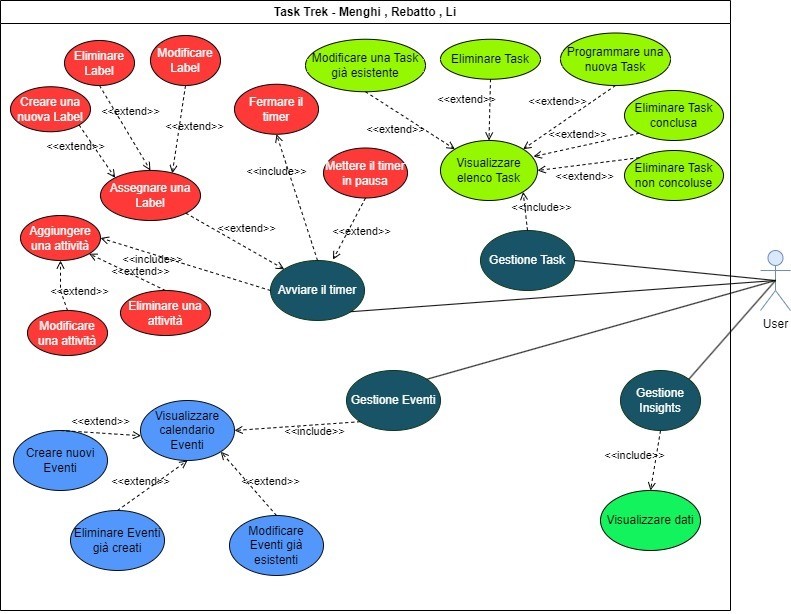 Task Trek - Menghi , Rebatto , Li
Eliminare
Label
Modificare
Label
Creare una
nuova Label
<<extend>>
<<extend>>
<<extend>>
Assegnare una
Label
Fermare il
timer
<<include>>
Mettere il timer
in pausa
<<extend>>
<<extend>>
Aggiungere
una attività
<<include>>
<<extend>>
<<extend>>
Modificare
una attività
Eliminare una
attività
Avviare il timer
Modificare una Task
già esistente
Eliminare Task
Programmare una
nuova Task
Eliminare Task
conclusa
Eliminare Task
non concoluse
<<extend>>
<<extend>>
<<extend>>
<<extend>>
<<extend>>
Visualizzare
elenco Task
<<include>>
Gestione Task
User
Gestione Eventi
<<include>>
Visualizzare
calendario
Eventi
<<extend>>
Creare nuovi
Eventi
<<extend>>
<<extend>>
Eliminare Eventi
già creati
Modificare
Eventi già
esistenti
Gestione
Insights
<<include>>
Visualizzare dati